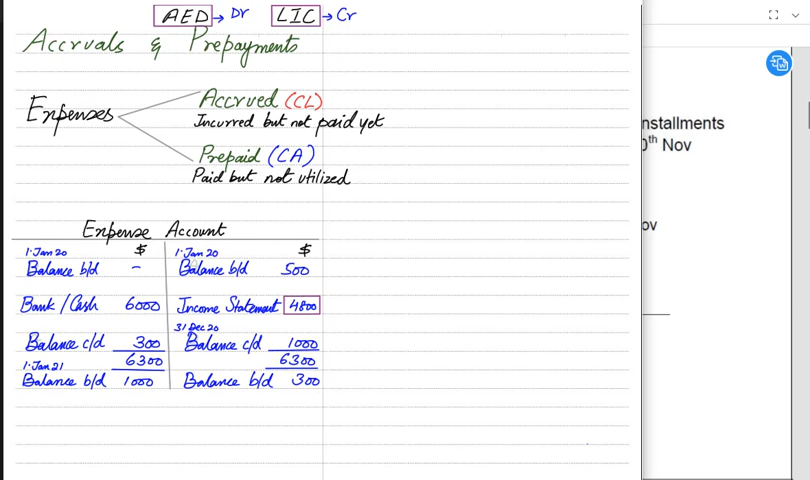 AED → Dr LIC → Cr
Accruals & Prepayments
Expenses
Accrued (CL)
Incurred but not paid yet
Prepaid (CA)
Paid but not utilized
Expense Account
1·Jan 20 $ 1·Jan 20 $
Balance b/d - Balance b/d 500
Bank/Cash 6000 Income Statement 4800
31 Dec 20
Balance c/d 300 Balance c/d 1000
6300 6300
1·Jan 21
Balance b/d 1000 Balance b/d 300
nstallments
th Nov
ov